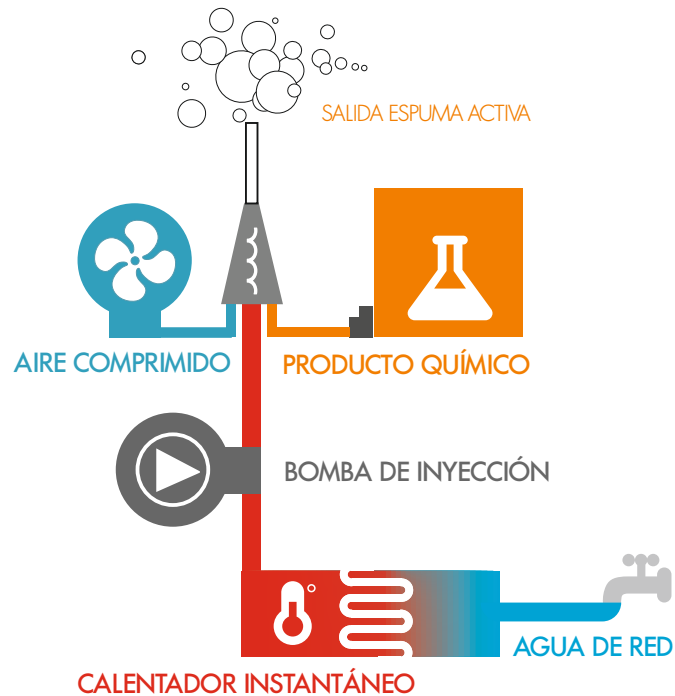 SALIDA ESPUMA ACTIVA
AIRE COMPRIMIDO
PRODUCTO QUÍMICO
BOMBA DE INYECCIÓN
AGUA DE RED
CALENTADOR INSTANTÁNEO